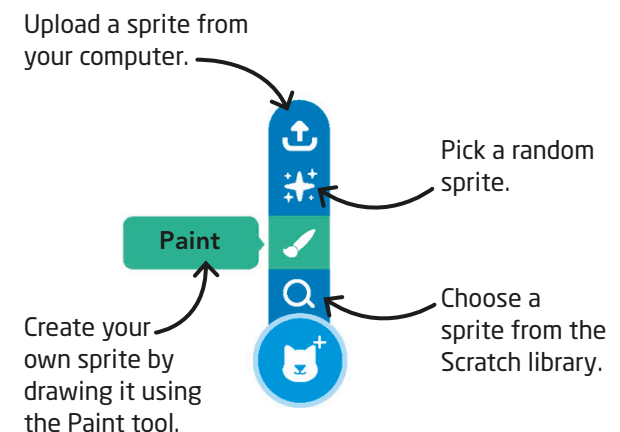 Upload a sprite from
your computer.
Pick a random
sprite.
Paint
Choose a
sprite from the
Scratch library.
Create your
own sprite by
drawing it using
the Paint tool.